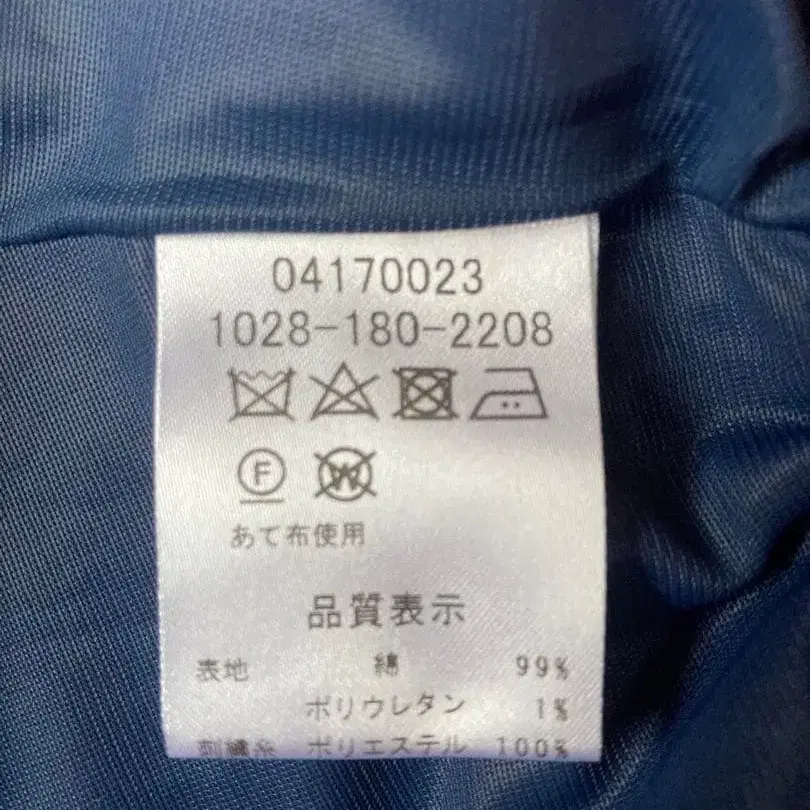 04170023
1028-180-2208
F W
あて布使用
品質表示
表地 綿 99%
ポリウレタン 1%
刺繍糸 ポリエステル 100%